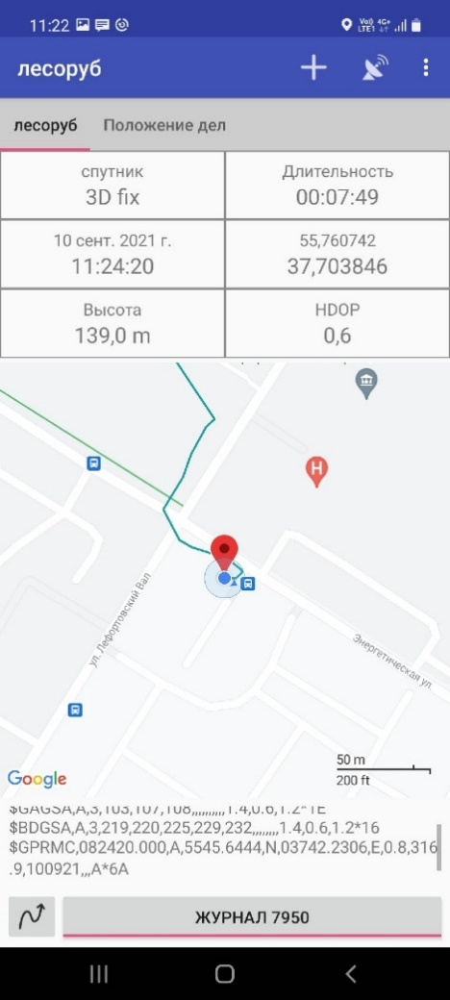 11:22 Vo)) 4G+
LTE1
лесоруб
лесоруб Положение дел
спутник Длительность
3D fix 00:07:49
10 сент. 2021 г. 55,760742
11:24:20 37,703846
Высота HDOP
139,0 m 0,6
H
ул. Лефортовский Вал
Энергетическая ул.
50 m
Google 200 ft
$GAGSA,A,3,103,107,108,,,,,,,,,,1.4,0.6,1.2*1E
$BDGSA,A,3,219,220,225,229,232,,,,,,,,1.4,0.6,1.2*16
$GPRMC,082420.000,A,5545.6444,N,03742.2306,E,0.8,316
.9,100921,,,A*6A
ЖУРНАЛ 7950